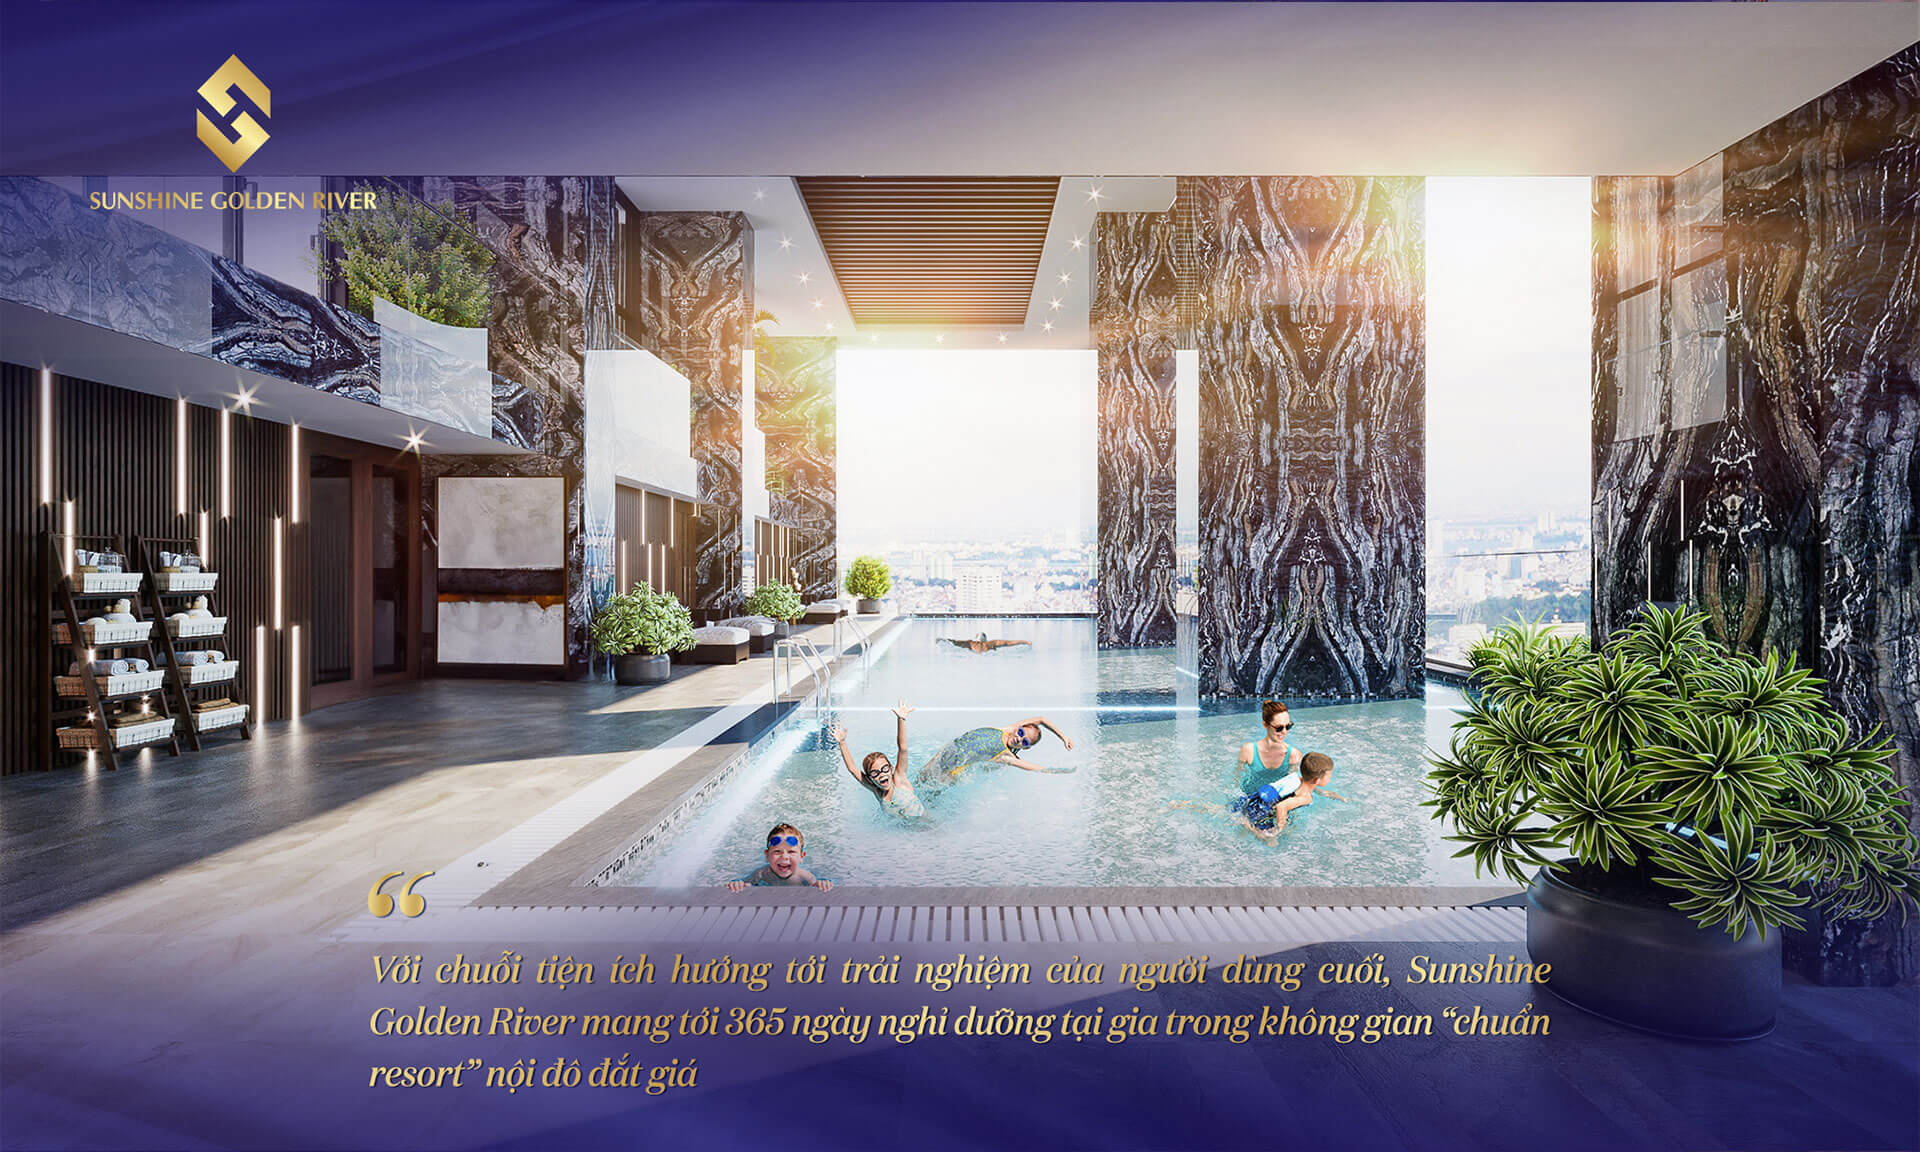 SUNSHINE GOLDEN RIVER
“
Với chuỗi tiện ích hướng tới trải nghiệm của người dùng cuối, Sunshine
Golden River mang tới 365 ngày nghỉ dưỡng tại gia trong không gian “chuẩn
resort” nội đô đắt giá